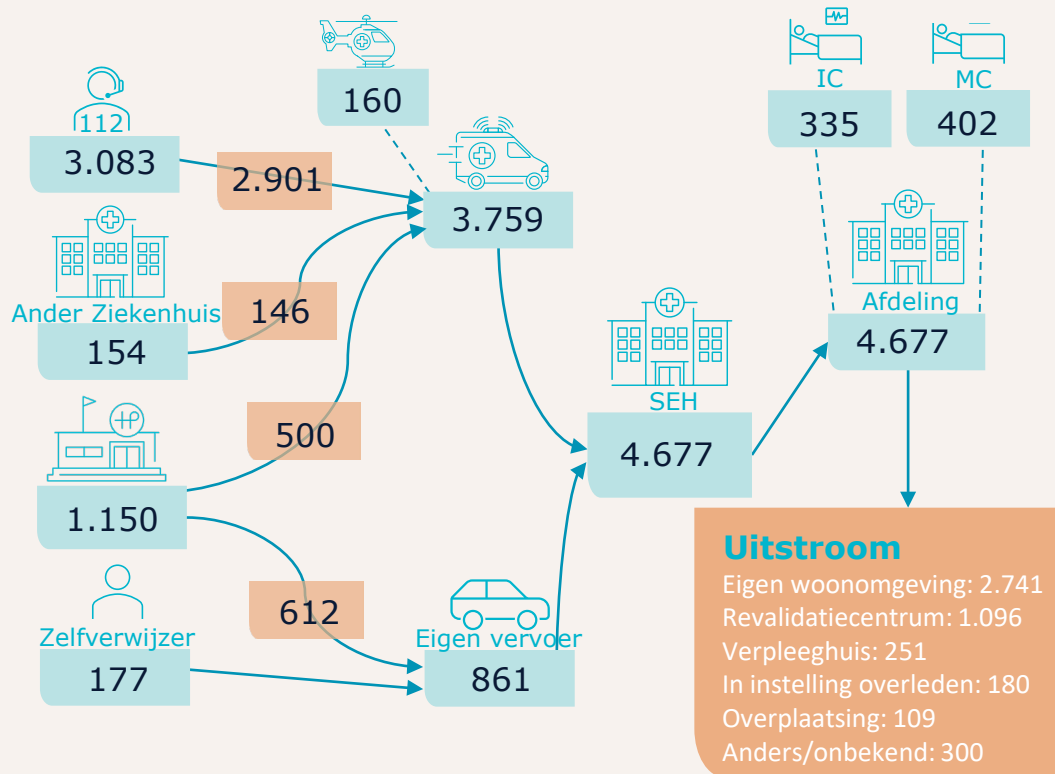 160
IC
335
MC
402
112
3.083
2.901
3.759
Ander Ziekenhuis
154
146
Afdeling
4.677
SEH
4.677
HP
1.150
500
612
Zelfverwijzer
177
Eigen vervoer
861
Uitstroom
Eigen woonomgeving: 2.741
Revalidatiecentrum: 1.096
Verpleeghuis: 251
In instelling overleden: 180
Overplaatsing: 109
Anders/onbekend: 300